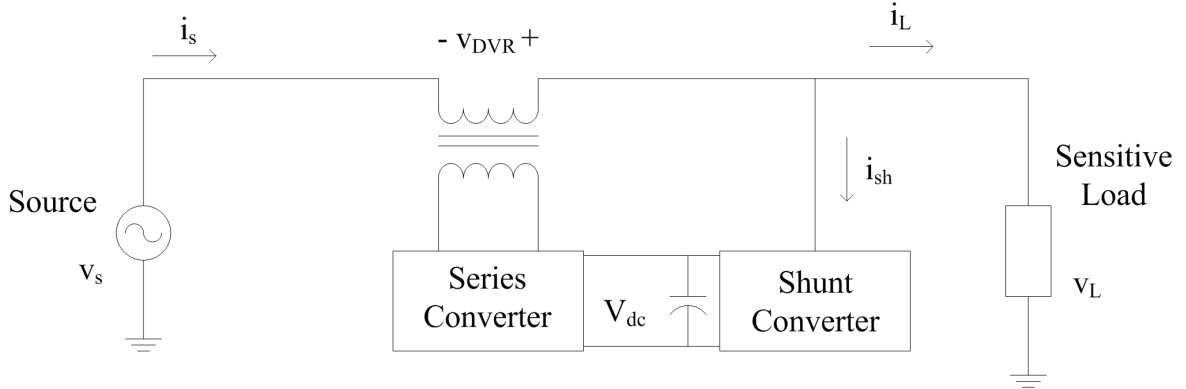 i_s
- v_DVR +
i_L
Source
v_s
Series
Converter
V_dc
Shunt
Converter
i_sh
Sensitive
Load
v_L